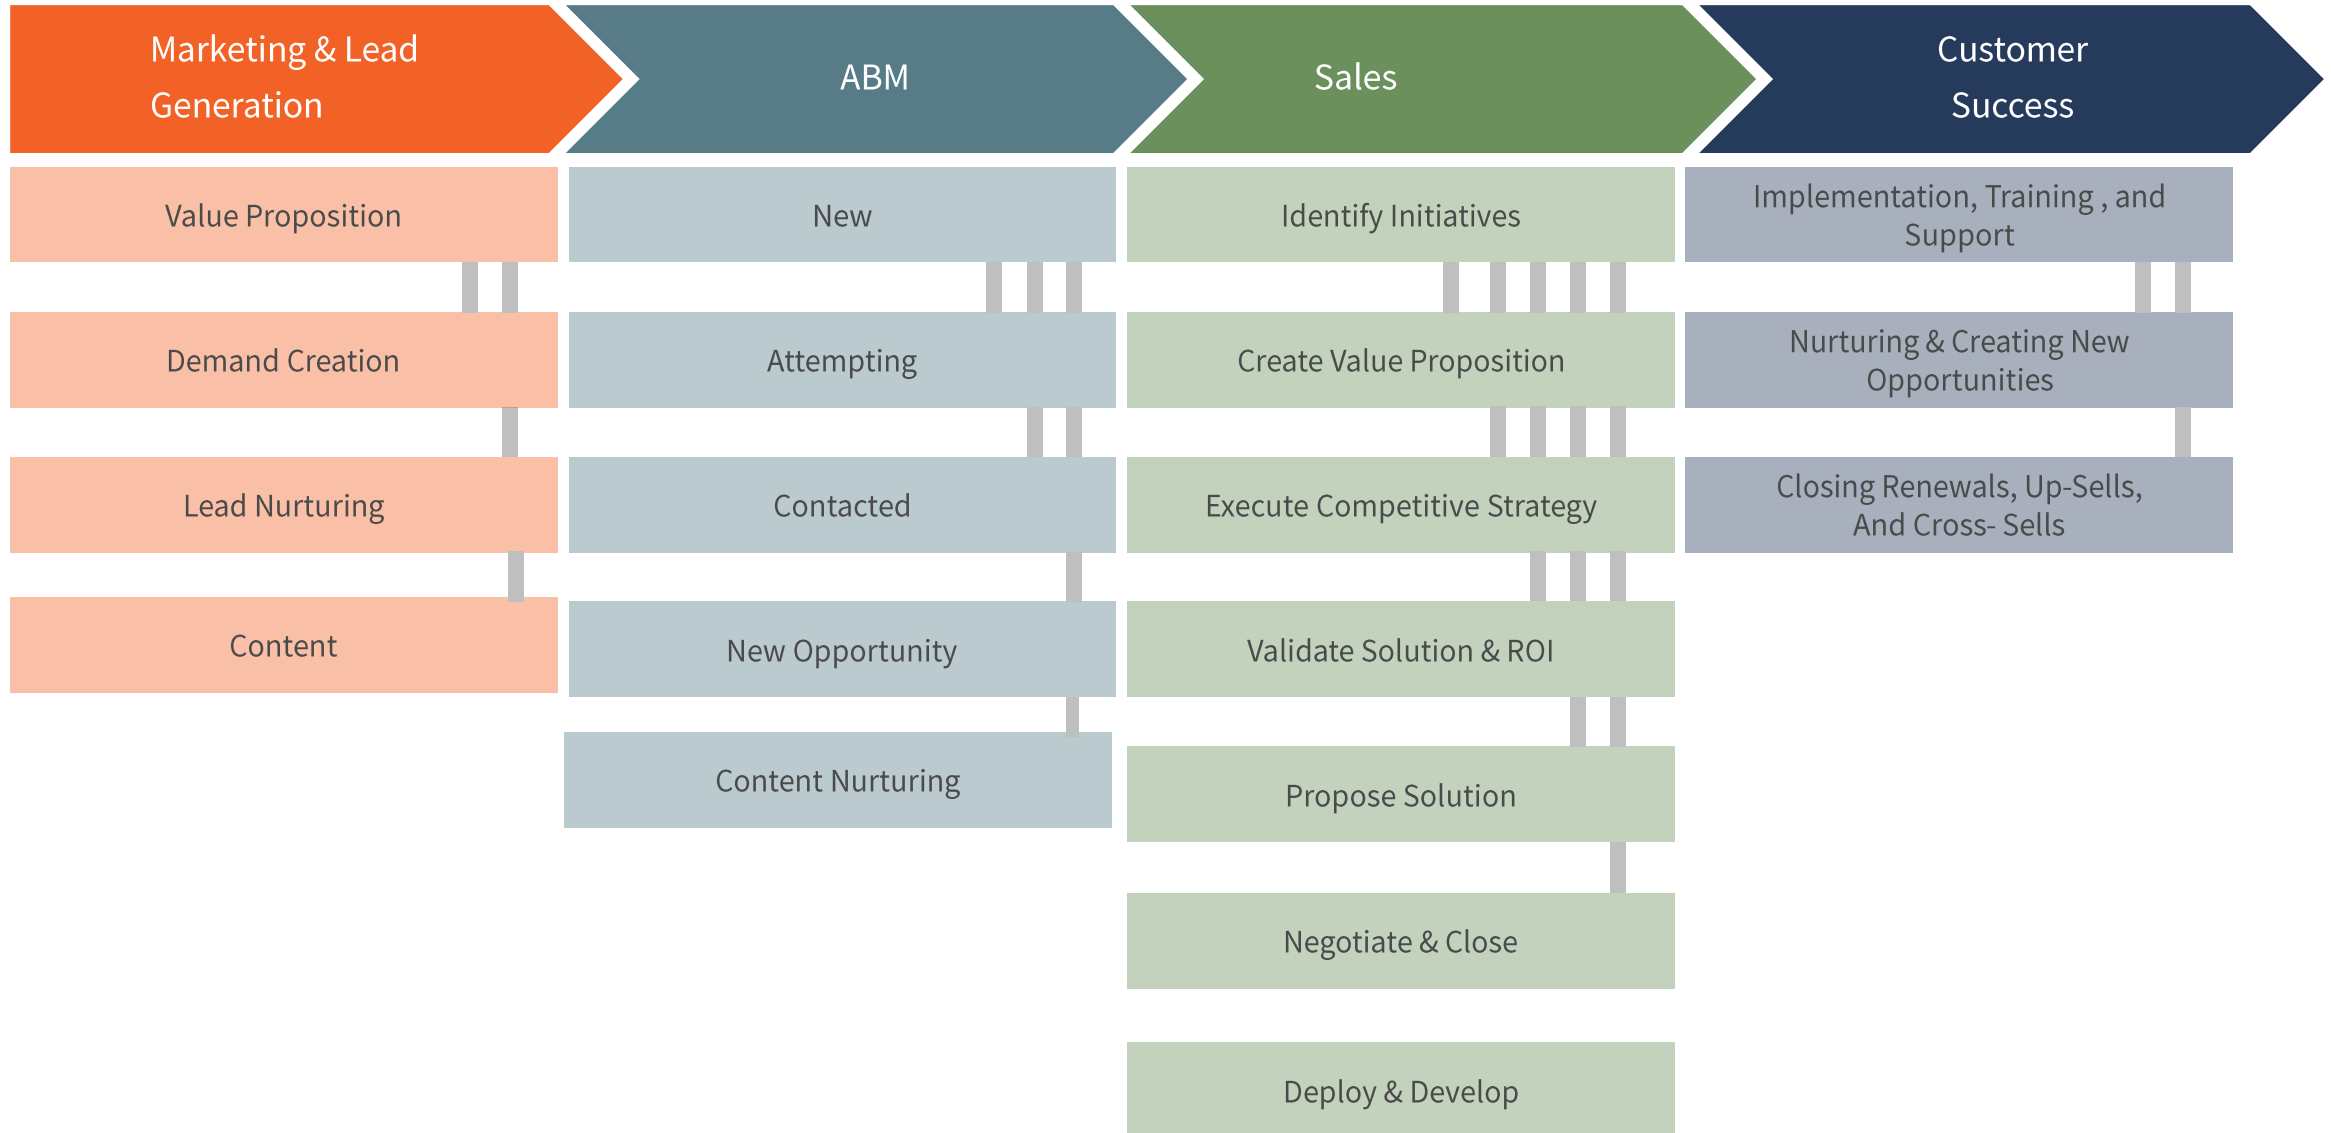 Marketing & Lead
Generation
ABM
Sales
Customer
Success
Value Proposition
Demand Creation
Lead Nurturing
Content
New
Attempting
Contacted
New Opportunity
Content Nurturing
Identify Initiatives
Create Value Proposition
Execute Competitive Strategy
Validate Solution & ROI
Propose Solution
Negotiate & Close
Deploy & Develop
Implementation, Training , and
Support
Nurturing & Creating New
Opportunities
Closing Renewals, Up-Sells,
And Cross- Sells